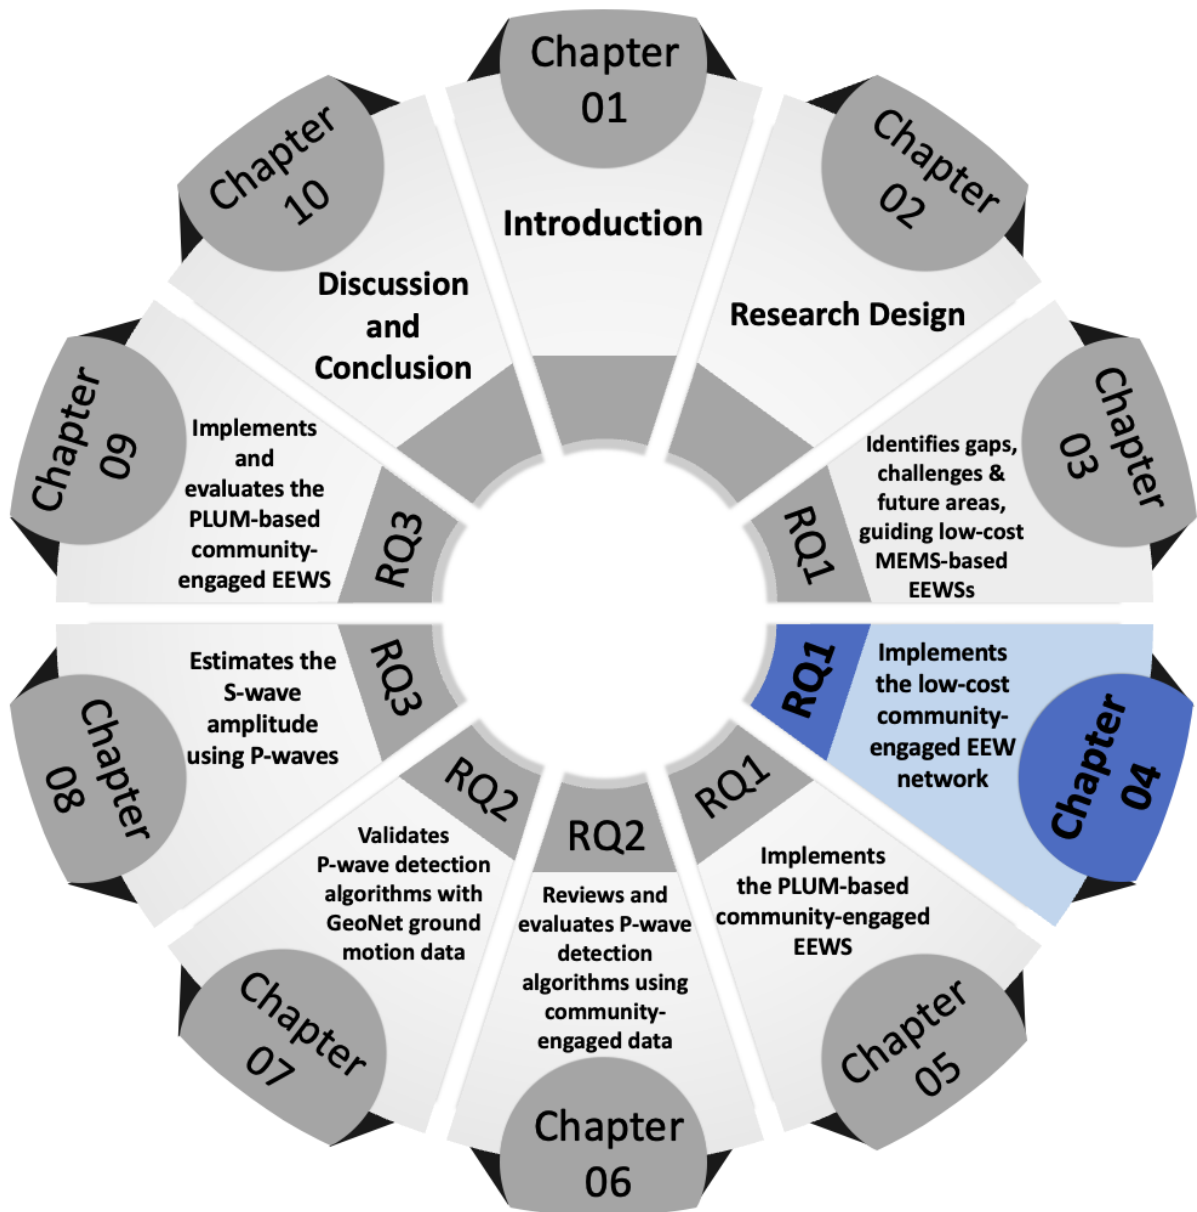 Chapter
01
Introduction
Chapter
02
Research Design
Chapter
03
Identifies gaps,
challenges &
future areas,
guiding low-cost
MEMS-based
EEWSs
RQ1
Chapter
04
Implements
the low-cost
community-
engaged EEW
network
RQ1
Chapter
05
Implements
the PLUM-based
community-engaged
EEWS
RQ1
Chapter
06
RQ2
Reviews and
evaluates P-wave
detection
algorithms using
community-
engaged data
Chapter
07
RQ2
Validates
P-wave detection
algorithms with
GeoNet ground
motion data
Chapter
08
RQ3
Estimates the
S-wave
amplitude
using P-waves
Chapter
09
RQ3
Implements
and
evaluates the
PLUM-based
community-
engaged EEWS
Chapter
10
Discussion
and
Conclusion